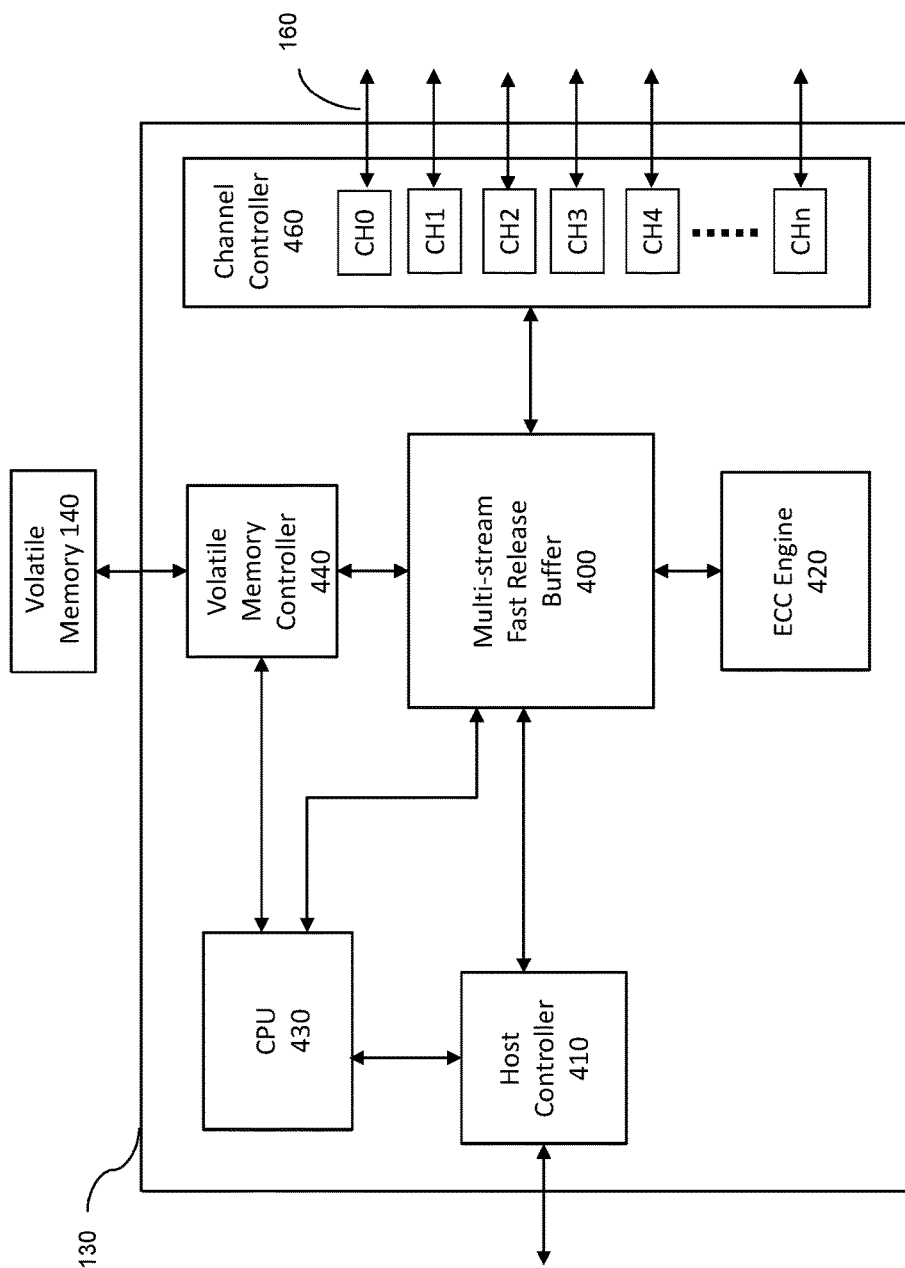 130
160
Volatile
Memory 140
Volatile
Memory
Controller
440
CPU
430
Host
Controller
410
Multi-stream
Fast Release
Buffer
400
ECC Engine
420
Channel
Controller
460
CH0
CH1
CH2
CH3
CH4
CHn